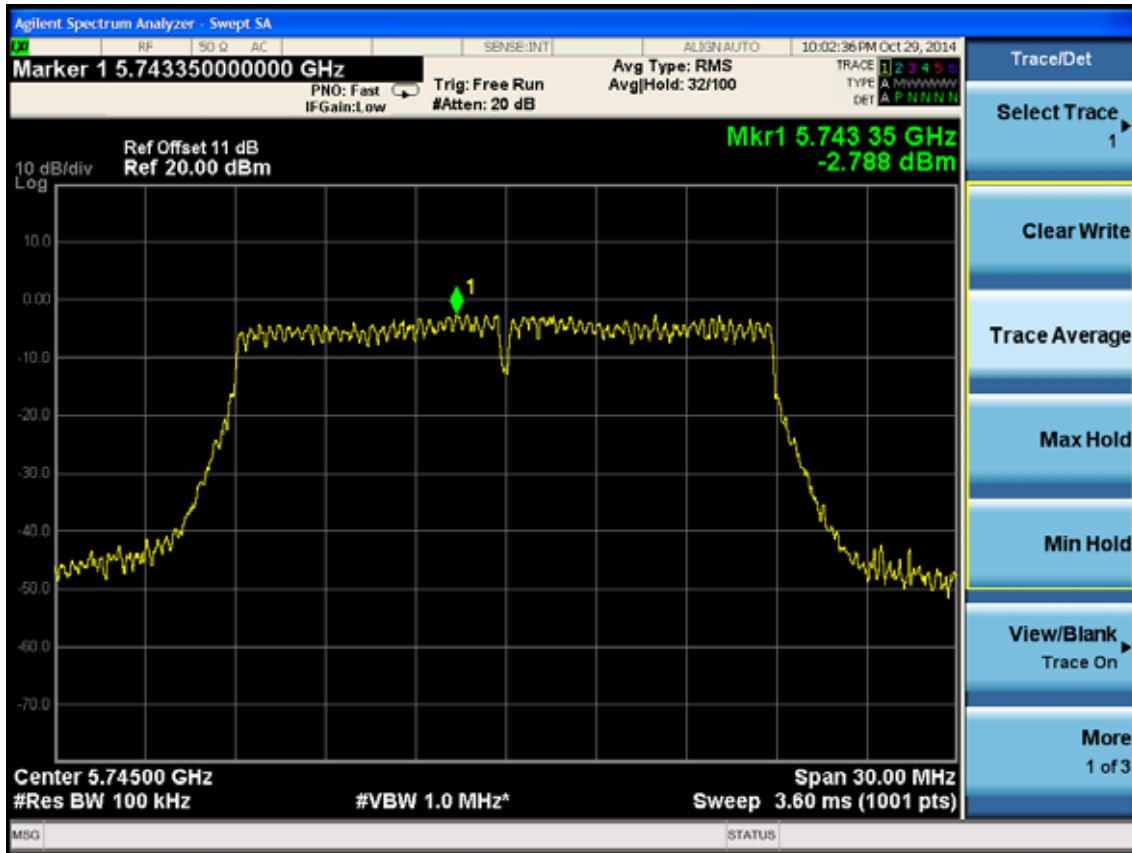 Agilent Spectrum Analyzer - Swept SA
RF 50 Ω AC SENSE:INT ALIGN AUTO 10:02:36 PM Oct 29, 2014
Marker 1 5.743350000000 GHz
PNO: Fast
IFGain:Low
Trig: Free Run
#Atten: 20 dB
Avg Type: RMS
Avg|Hold: 32/100
TRACE 1 2 3 4 5 6
TYPE A M W W W W W
DET A P N N N N
Ref Offset 11 dB
Ref 20.00 dBm
10 dB/div
Log
Mkr1 5.743 35 GHz
-2.788 dBm
10.0
0.00
-10.0
-20.0
-30.0
-40.0
-50.0
-60.0
-70.0
1
Center 5.74500 GHz
Span 30.00 MHz
#Res BW 100 kHz
#VBW 1.0 MHz*
Sweep 3.60 ms (1001 pts)
MSG
STATUS
Trace/Det
Select Trace
1
Clear Write
Trace Average
Max Hold
Min Hold
View/Blank
Trace On
More
1 of 3